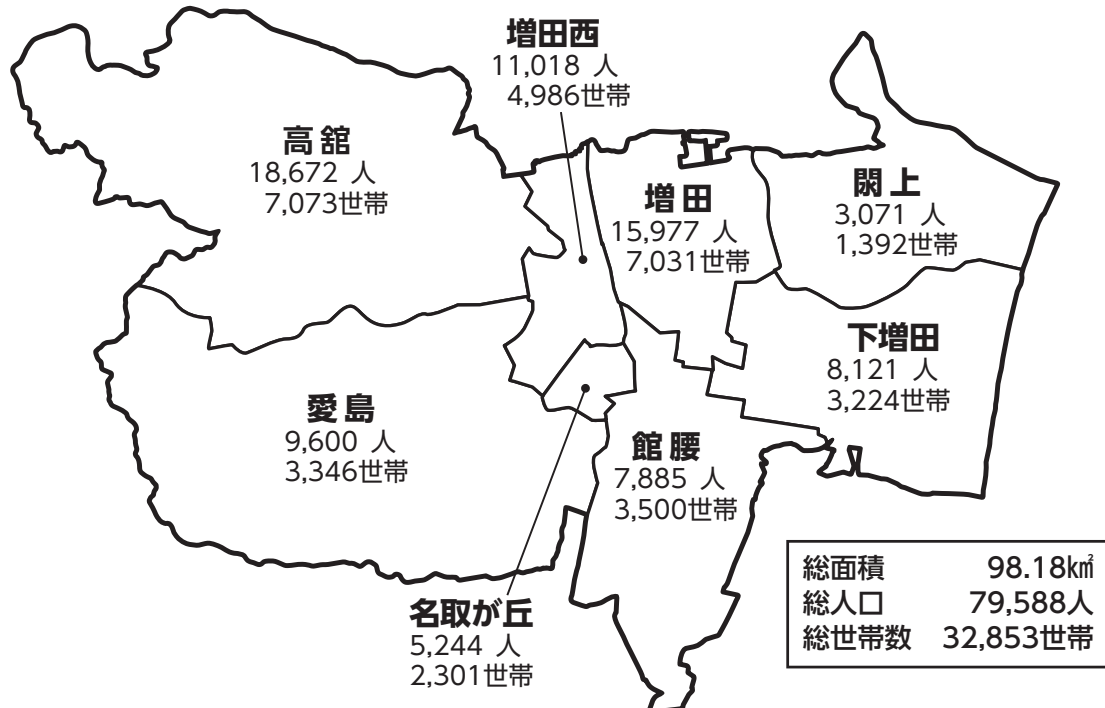 増田西
11,018 人
4,986世帯
高舘
18,672 人
7,073世帯
増田
15,977 人
7,031世帯
閖上
3,071 人
1,392世帯
下増田
8,121 人
3,224世帯
愛島
9,600 人
3,346世帯
館腰
7,885 人
3,500世帯
名取が丘
5,244 人
2,301世帯
総面積 98.18㎢
総人口 79,588人
総世帯数 32,853世帯